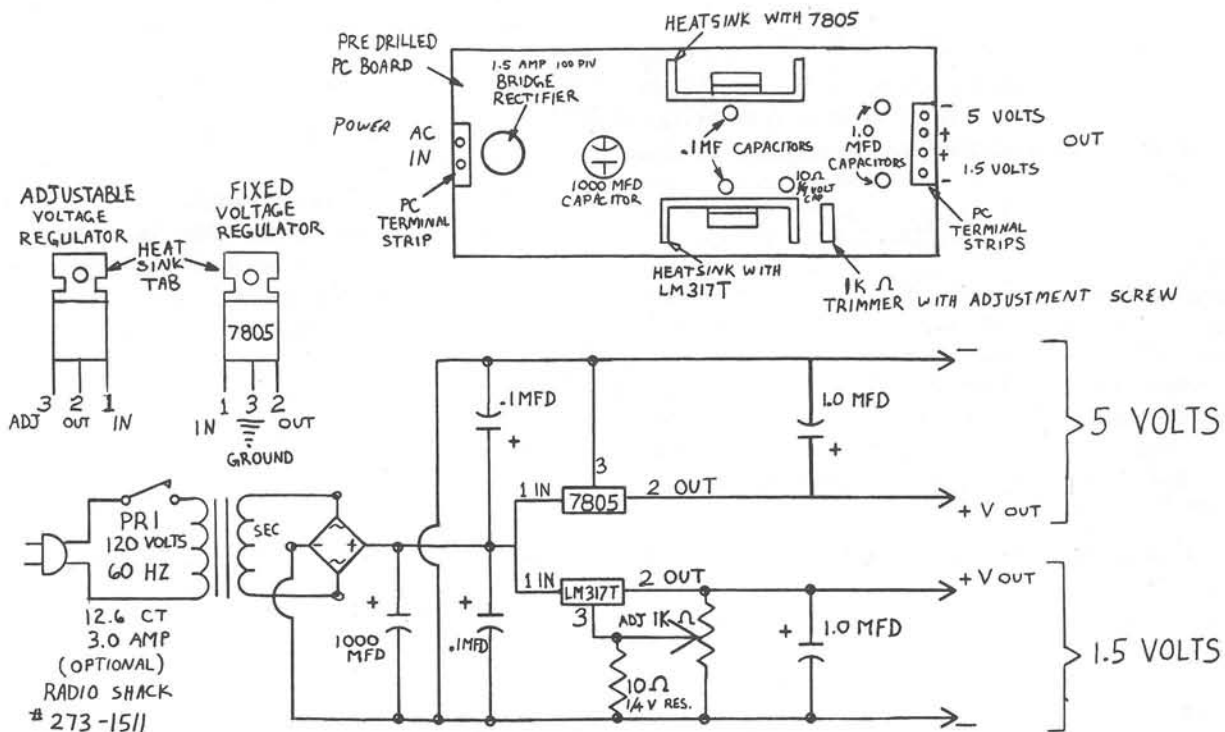 HEATSINK WITH 7805
PRE DRILLED
PC BOARD
1.5 AMP 100 PIV
BRIDGE
RECTIFIER
POWER AC
IN
PC
TERMINAL
STRIP
1000 MFD
CAPACITOR
.1MF CAPACITORS
10Ω
1/4 VOLT
CAP
1.0
MFD
CAPACITORS
- 5 VOLTS
+
+
- 1.5 VOLTS
OUT
PC
TERMINAL
STRIPS
HEATSINK WITH
LM317T
1K Ω
TRIMMER WITH ADJUSTMENT SCREW
ADJUSTABLE
VOLTAGE
REGULATOR
HEAT
SINK
TAB
FIXED
VOLTAGE
REGULATOR
7805
3 2 1
ADJ OUT IN
1 3 2
IN OUT
GROUND
PRI
120 VOLTS
60 HZ
SEC
12.6 CT
3.0 AMP
(OPTIONAL)
RADIO SHACK
# 273-1511
- +
.1MFD
+
1.0 MFD
+
-
5 VOLTS
+ V OUT
3
1 IN 7805 2 OUT
+
1000
MFD
+
.1MFD
1 IN LM317T 2 OUT
3
ADJ 1K Ω
10Ω
1/4 V RES.
+ 1.0 MFD
+ V OUT
1.5 VOLTS
-